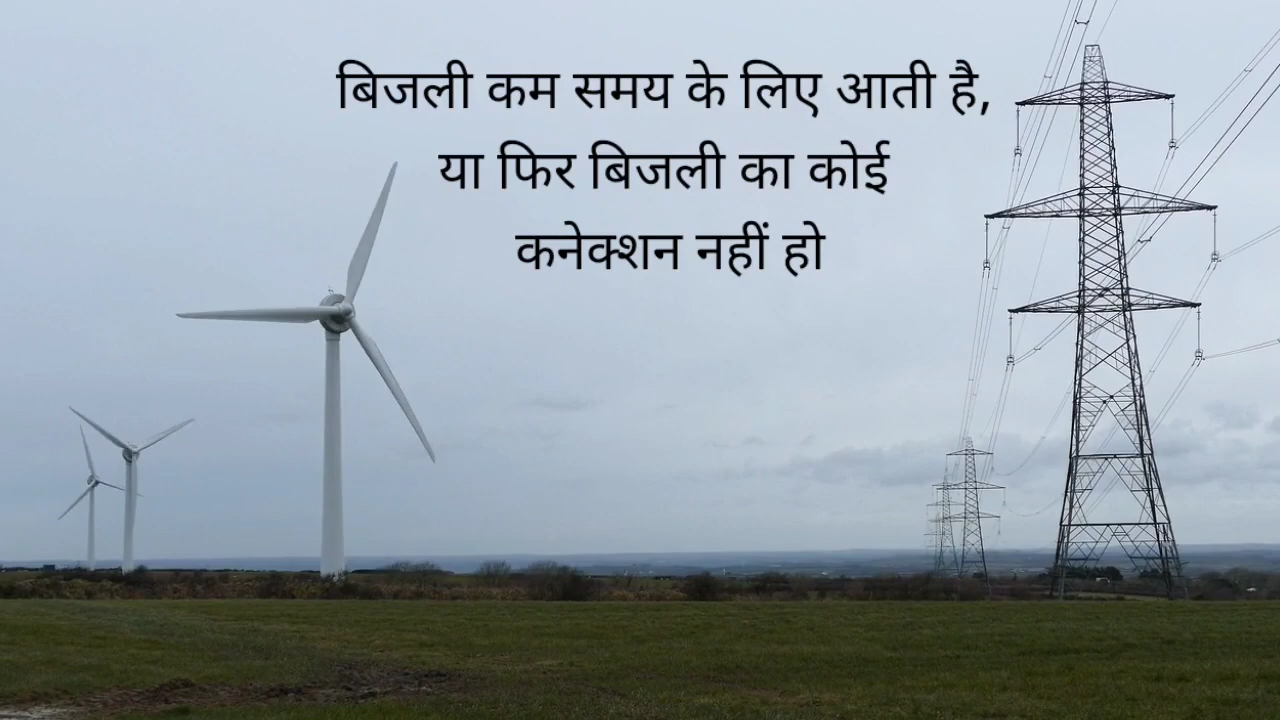 बिजली कम समय के लिए आती है,
या फिर बिजली का कोई
कनेक्शन नहीं हो